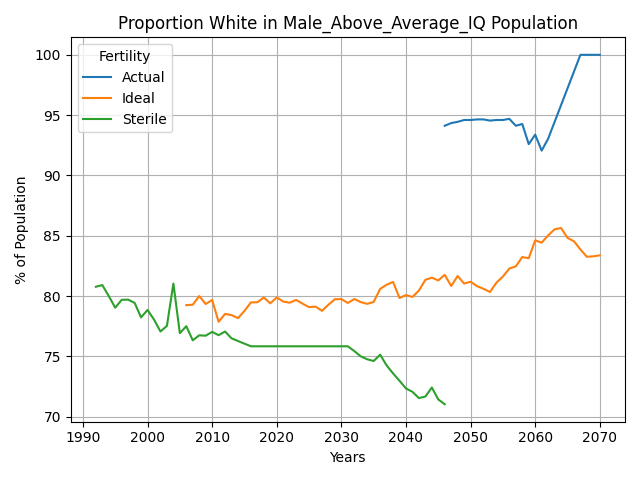 Proportion White in Male_Above_Average_IQ Population
Fertility
Actual
Ideal
Sterile
% of Population
100
95
90
85
80
75
70
1990 2000 2010 2020 2030 2040 2050 2060 2070
Years